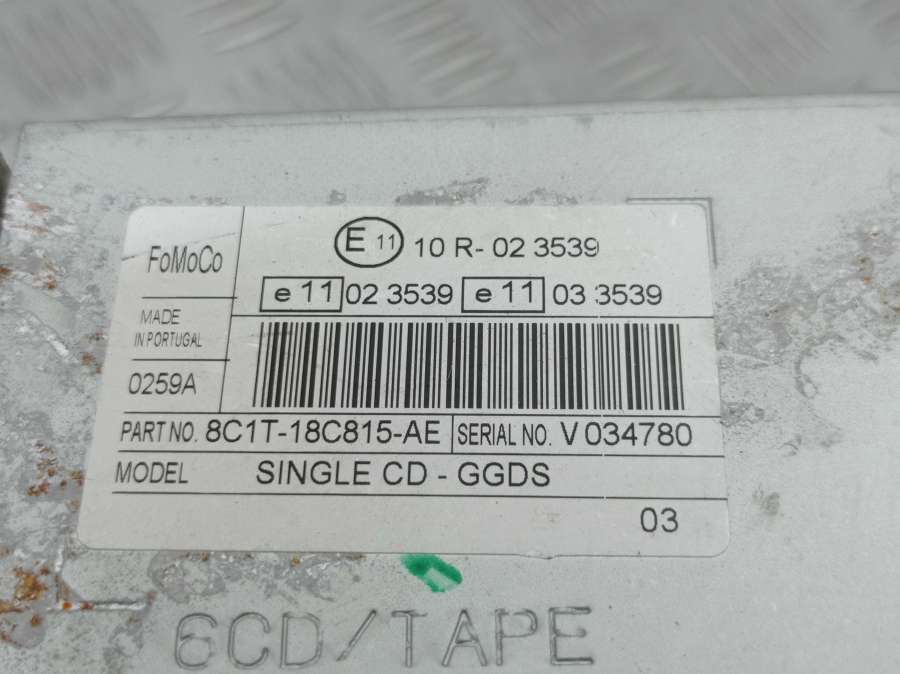 FoMoCo
E 11 10 R- 02 3539
e 11 02 3539 e 11 03 3539
MADE
IN PORTUGAL
0259A
PART NO. 8C1T-18C815-AE SERIAL NO. V 034780
MODEL SINGLE CD - GGDS
03
6CD/TAPE